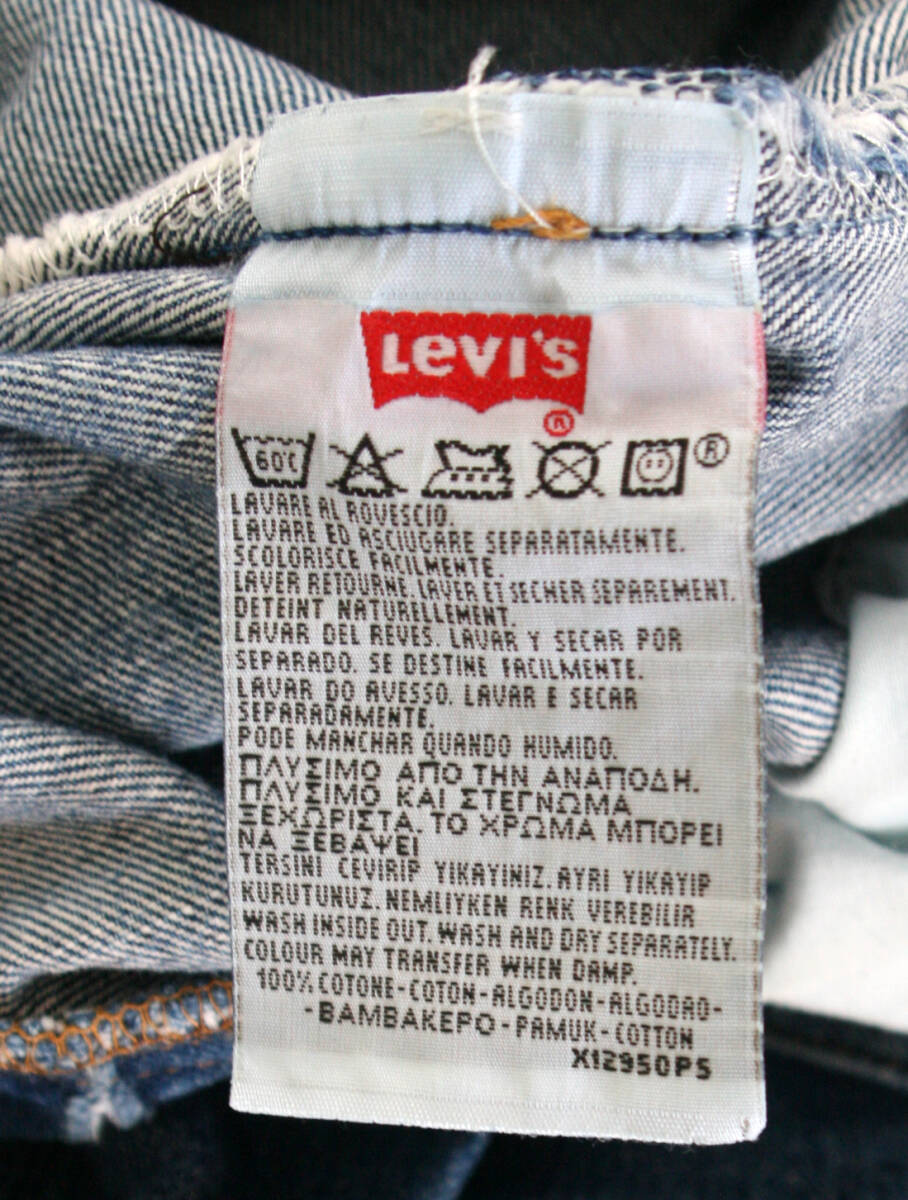 Levi's
®
60°C
®
LAVARE AL ROVESCIO.
LAVARE ED ASCIUGARE SEPARATAMENTE.
SCOLORISCE FACILMENTE.
LAVER RETOURNE. LAVER ET SECHER SEPAREMENT.
DETEINT NATURELLEMENT.
LAVAR DEL REVES. LAVAR Y SECAR POR
SEPARADO. SE DESTINE FACILMENTE.
LAVAR DO AVESSO. LAVAR E SECAR
SEPARADAMENTE.
PODE MANCHAR QUANDO HUMIDO.
ΠΛΥΣΙΜΟ ΑΠΟ ΤΗΝ ΑΝΑΠΟΔΗ.
ΠΛΥΣΙΜΟ ΚΑΙ ΣΤΕΓΝΩΜΑ
ΞΕΧΩΡΙΣΤΑ. ΤΟ ΧΡΩΜΑ ΜΠΟΡΕΙ
ΝΑ ΞΕΒΑΨΕΙ
TERSINI CEVIRIP YIKAYINIZ. AYRI YIKAYIP
KURUTUNUZ. NEMLIYKEN RENK VEREBILIR
WASH INSIDE OUT. WASH AND DRY SEPARATELY.
COLOUR MAY TRANSFER WHEN DAMP.
100% COTONE-COTON-ALGODON-ALGODAO-
-ΒΑΜΒΑΚΕΡΟ-PAMUK-COTTON
X12950PS